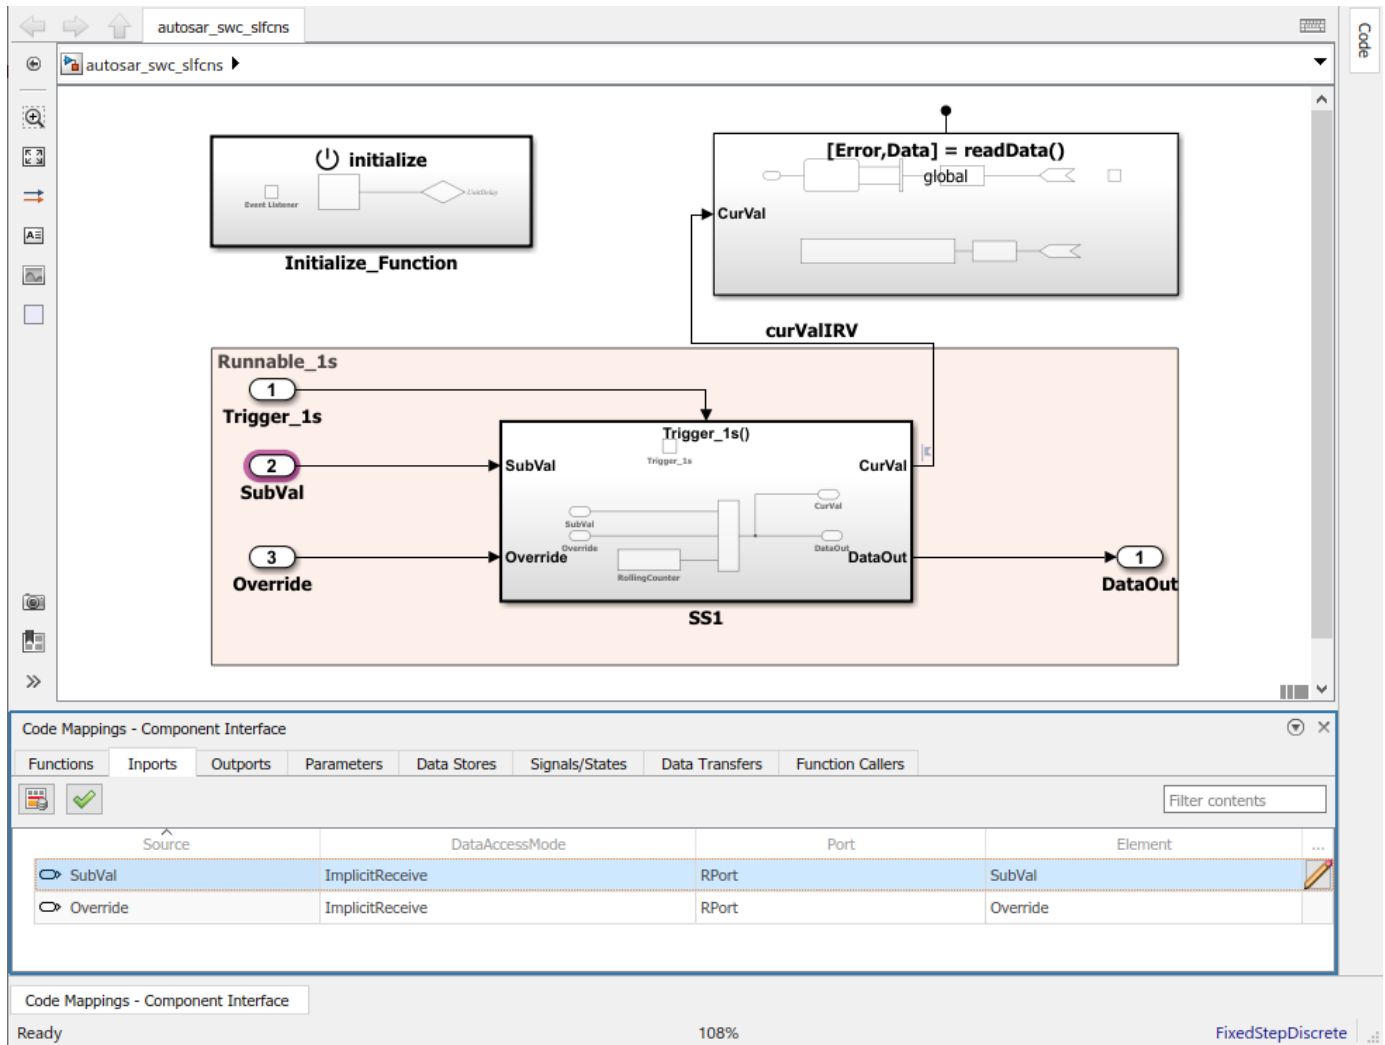 autosar_swc_slfcns
Code
autosar_swc_slfcns
initialize
Event Listener
UnitDelay
Initialize_Function
[Error,Data] = readData()
global
CurVal
curValIRV
Runnable_1s
1
Trigger_1s
2
SubVal
3
Override
Trigger_1s()
Trigger_1s
SubVal
CurVal
SubVal
Override
CurVal
DataOut
RollingCounter
Override
DataOut
SS1
1
DataOut
Code Mappings - Component Interface
Functions Inports Outports Parameters Data Stores Signals/States Data Transfers Function Callers
Filter contents
Source DataAccessMode Port Element ...
SubVal ImplicitReceive RPort SubVal
Override ImplicitReceive RPort Override
Code Mappings - Component Interface
Ready 108% FixedStepDiscrete